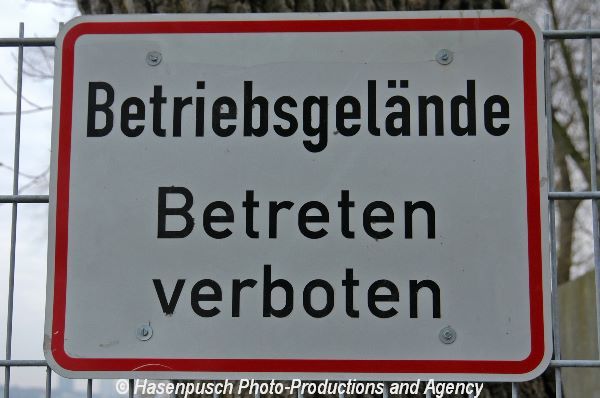 Betriebsgelände
Betreten
verboten
© Hasenpusch Photo-Productions and Agency